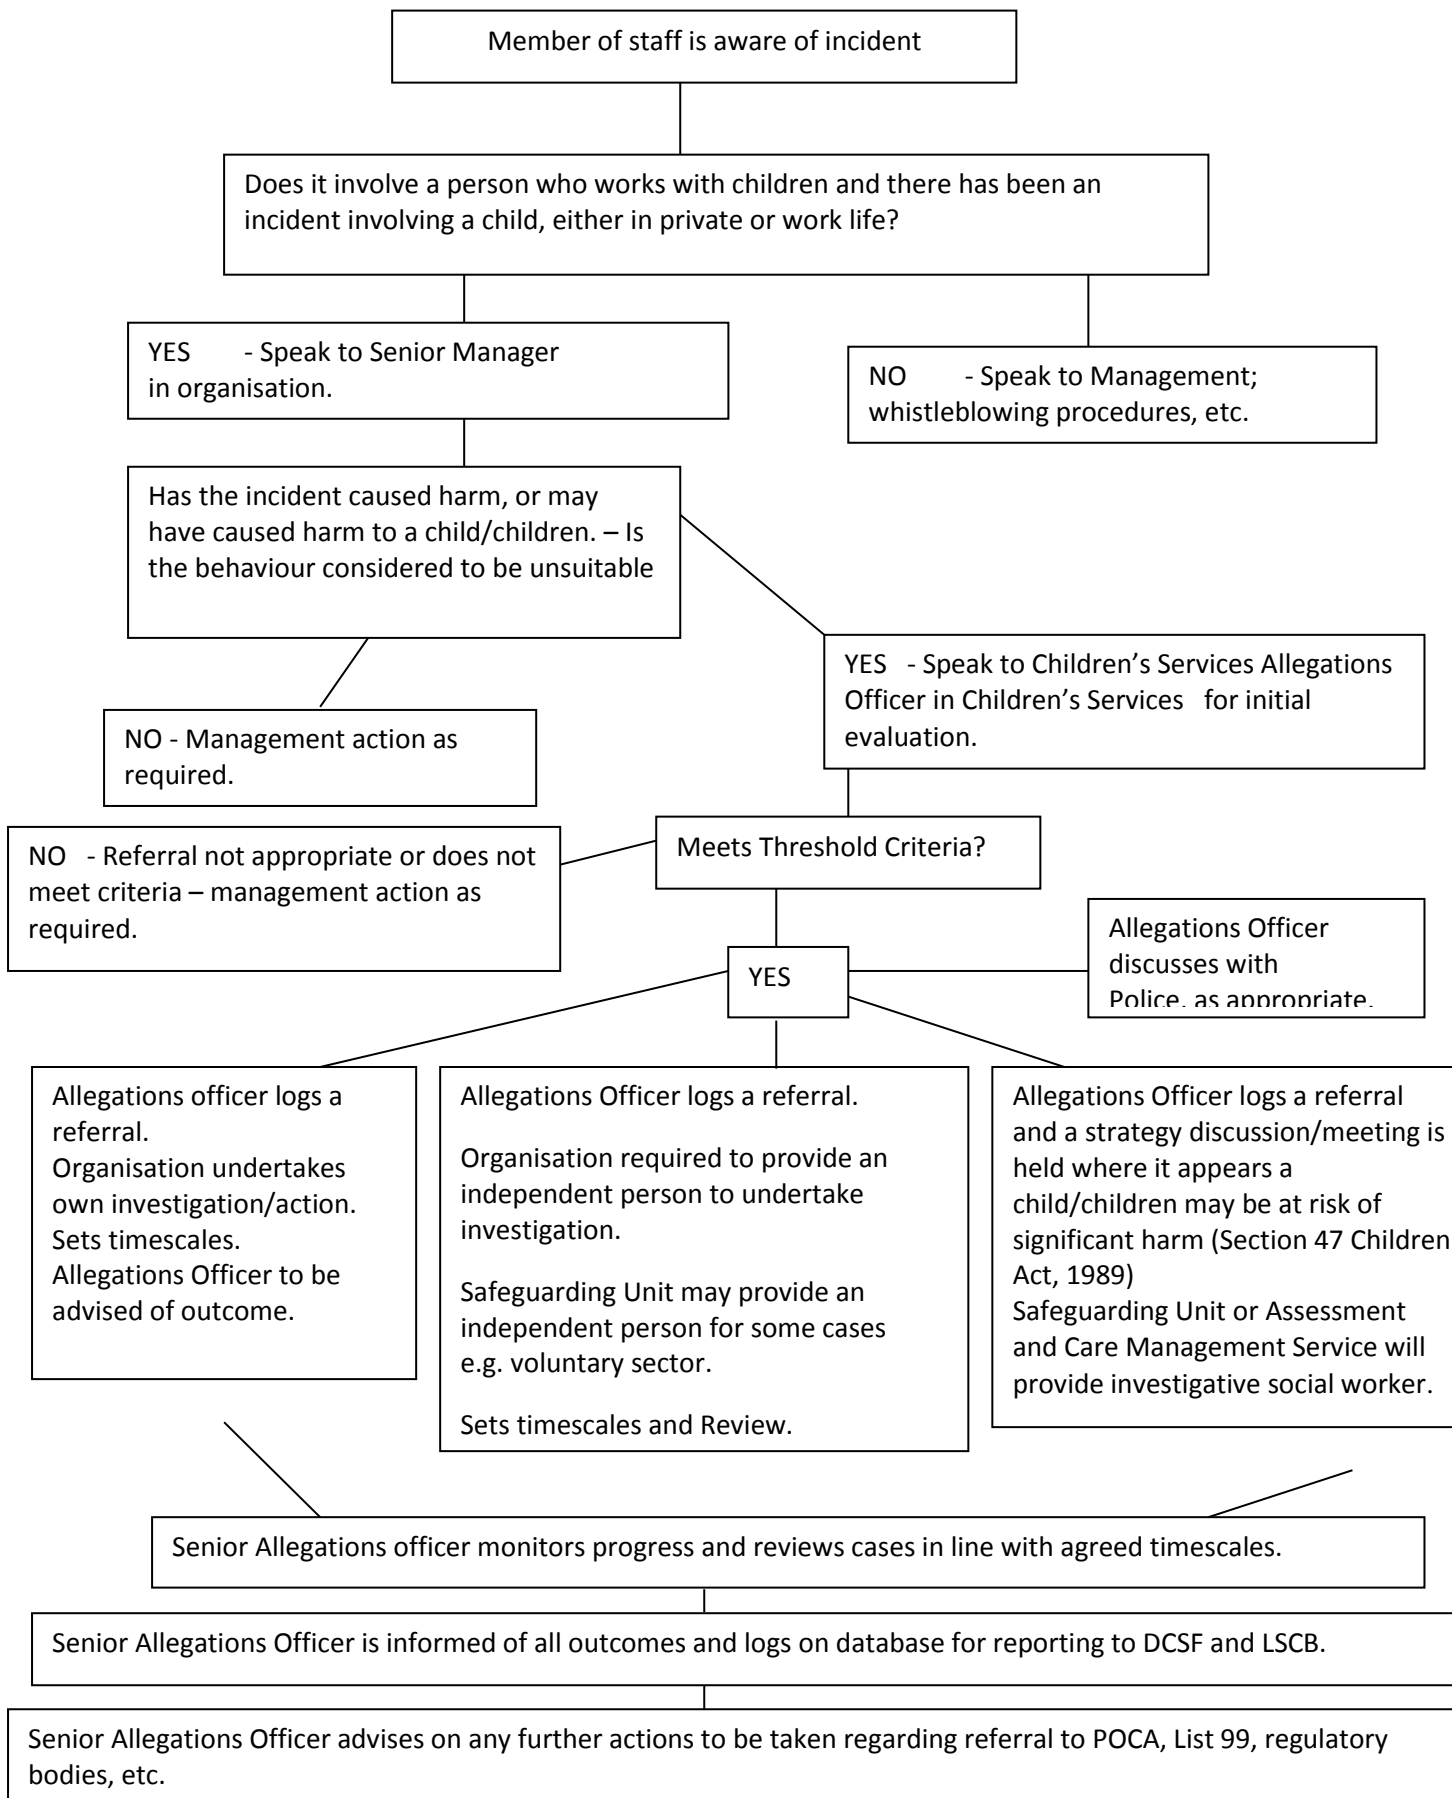 Member of staff is aware of incident
Does it involve a person who works with children and there has been an
incident involving a child, either in private or work life?
YES - Speak to Senior Manager
in organisation.
NO - Speak to Management;
whistleblowing procedures, etc.
Has the incident caused harm, or may
have caused harm to a child/children. – Is
the behaviour considered to be unsuitable
YES - Speak to Children’s Services Allegations
Officer in Children’s Services for initial
evaluation.
NO - Management action as
required.
Meets Threshold Criteria?
NO - Referral not appropriate or does not
meet criteria – management action as
required.
Allegations Officer
discusses with
Police, as appropriate.
YES
Allegations officer logs a
referral.
Organisation undertakes
own investigation/action.
Sets timescales.
Allegations Officer to be
advised of outcome.
Allegations Officer logs a referral.
Organisation required to provide an
independent person to undertake
investigation.
Safeguarding Unit may provide an
independent person for some cases
e.g. voluntary sector.
Sets timescales and Review.
Allegations Officer logs a referral
and a strategy discussion/meeting is
held where it appears a
child/children may be at risk of
significant harm (Section 47 Children
Act, 1989)
Safeguarding Unit or Assessment
and Care Management Service will
provide investigative social worker.
Senior Allegations officer monitors progress and reviews cases in line with agreed timescales.
Senior Allegations Officer is informed of all outcomes and logs on database for reporting to DCSF and LSCB.
Senior Allegations Officer advises on any further actions to be taken regarding referral to POCA, List 99, regulatory
bodies, etc.